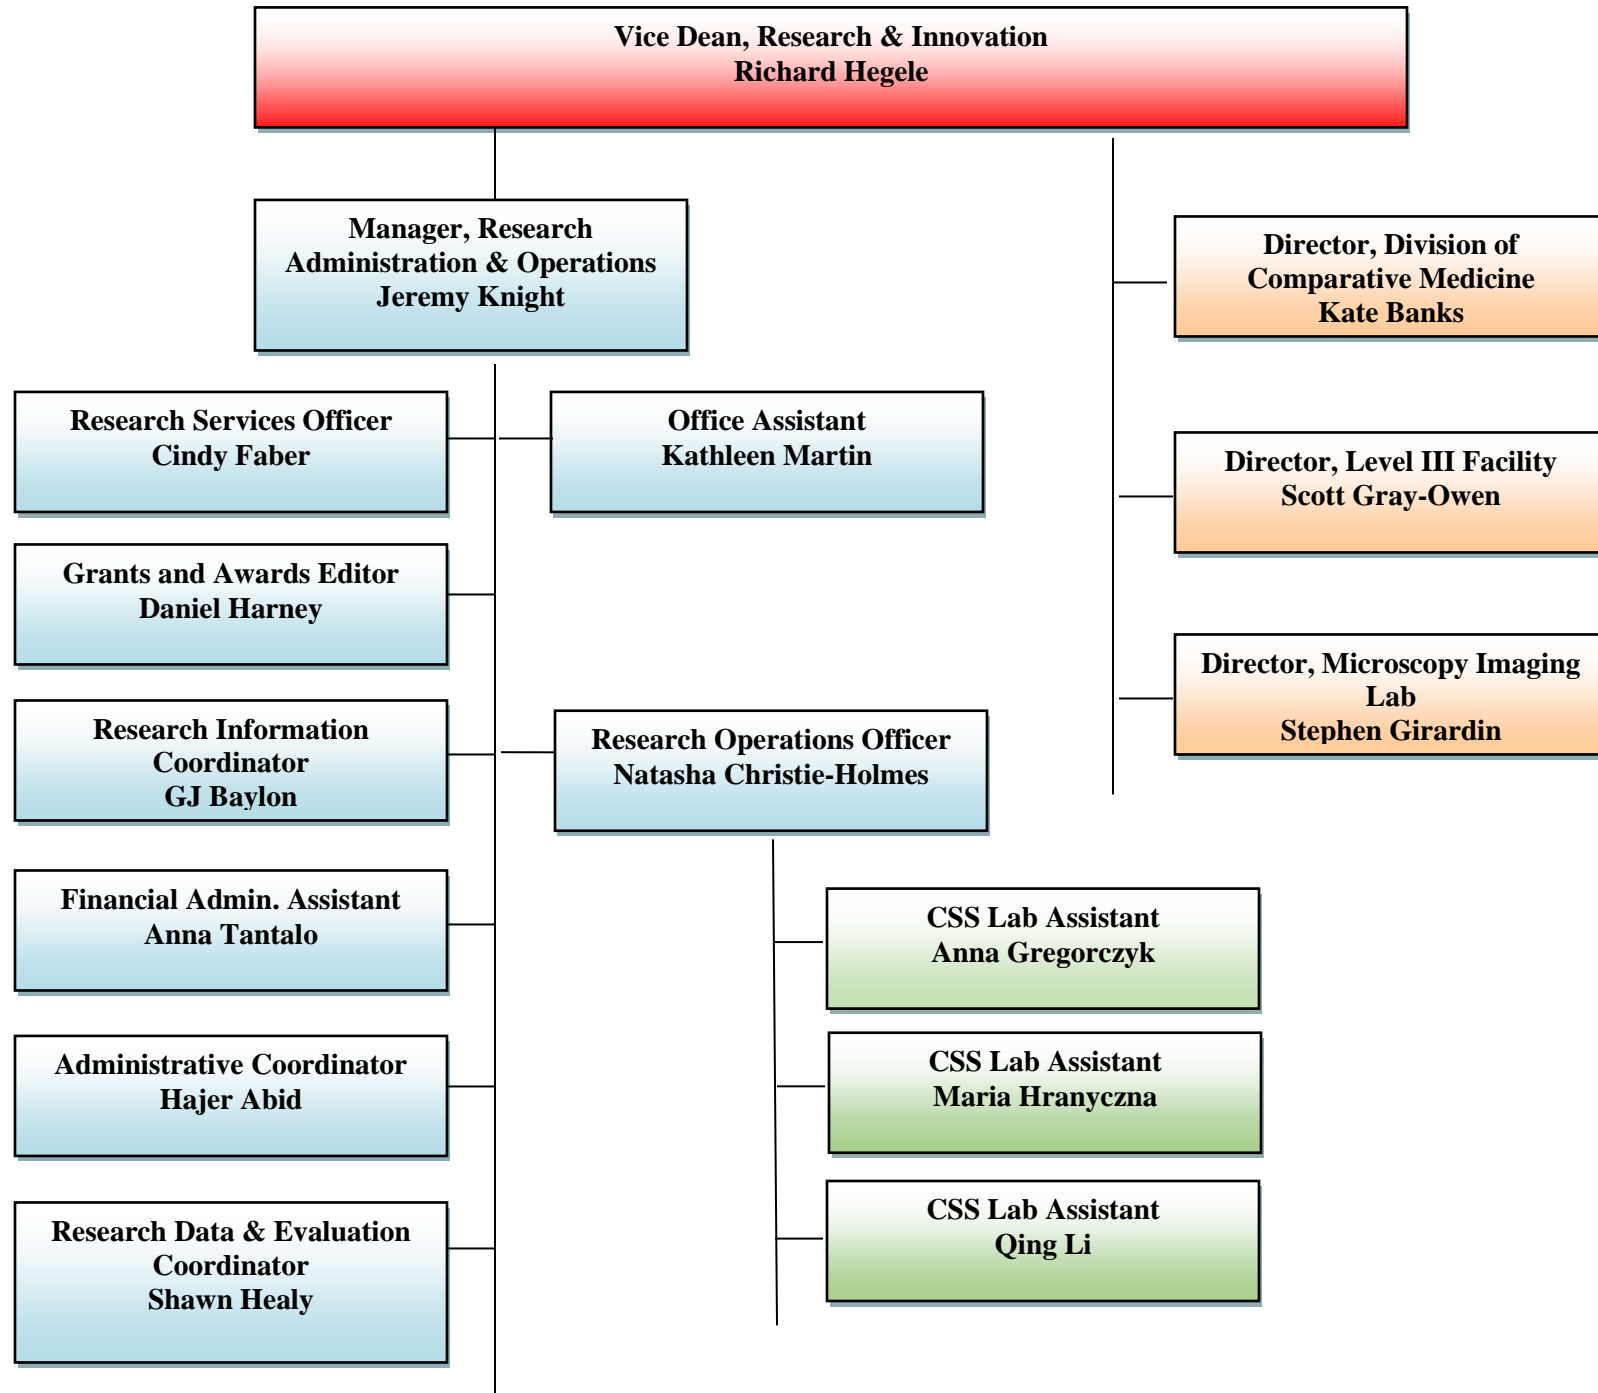 Vice Dean, Research & Innovation
Richard Hegele
Manager, Research
Administration & Operations
Jeremy Knight
Director, Division of
Comparative Medicine
Kate Banks
Research Services Officer
Cindy Faber
Office Assistant
Kathleen Martin
Director, Level III Facility
Scott Gray-Owen
Grants and Awards Editor
Daniel Harney
Director, Microscopy Imaging
Lab
Stephen Girardin
Research Information
Coordinator
GJ Baylon
Research Operations Officer
Natasha Christie-Holmes
Financial Admin. Assistant
Anna Tantalo
CSS Lab Assistant
Anna Gregorczyk
Administrative Coordinator
Hajer Abid
CSS Lab Assistant
Maria Hranyczna
Research Data & Evaluation
Coordinator
Shawn Healy
CSS Lab Assistant
Qing Li